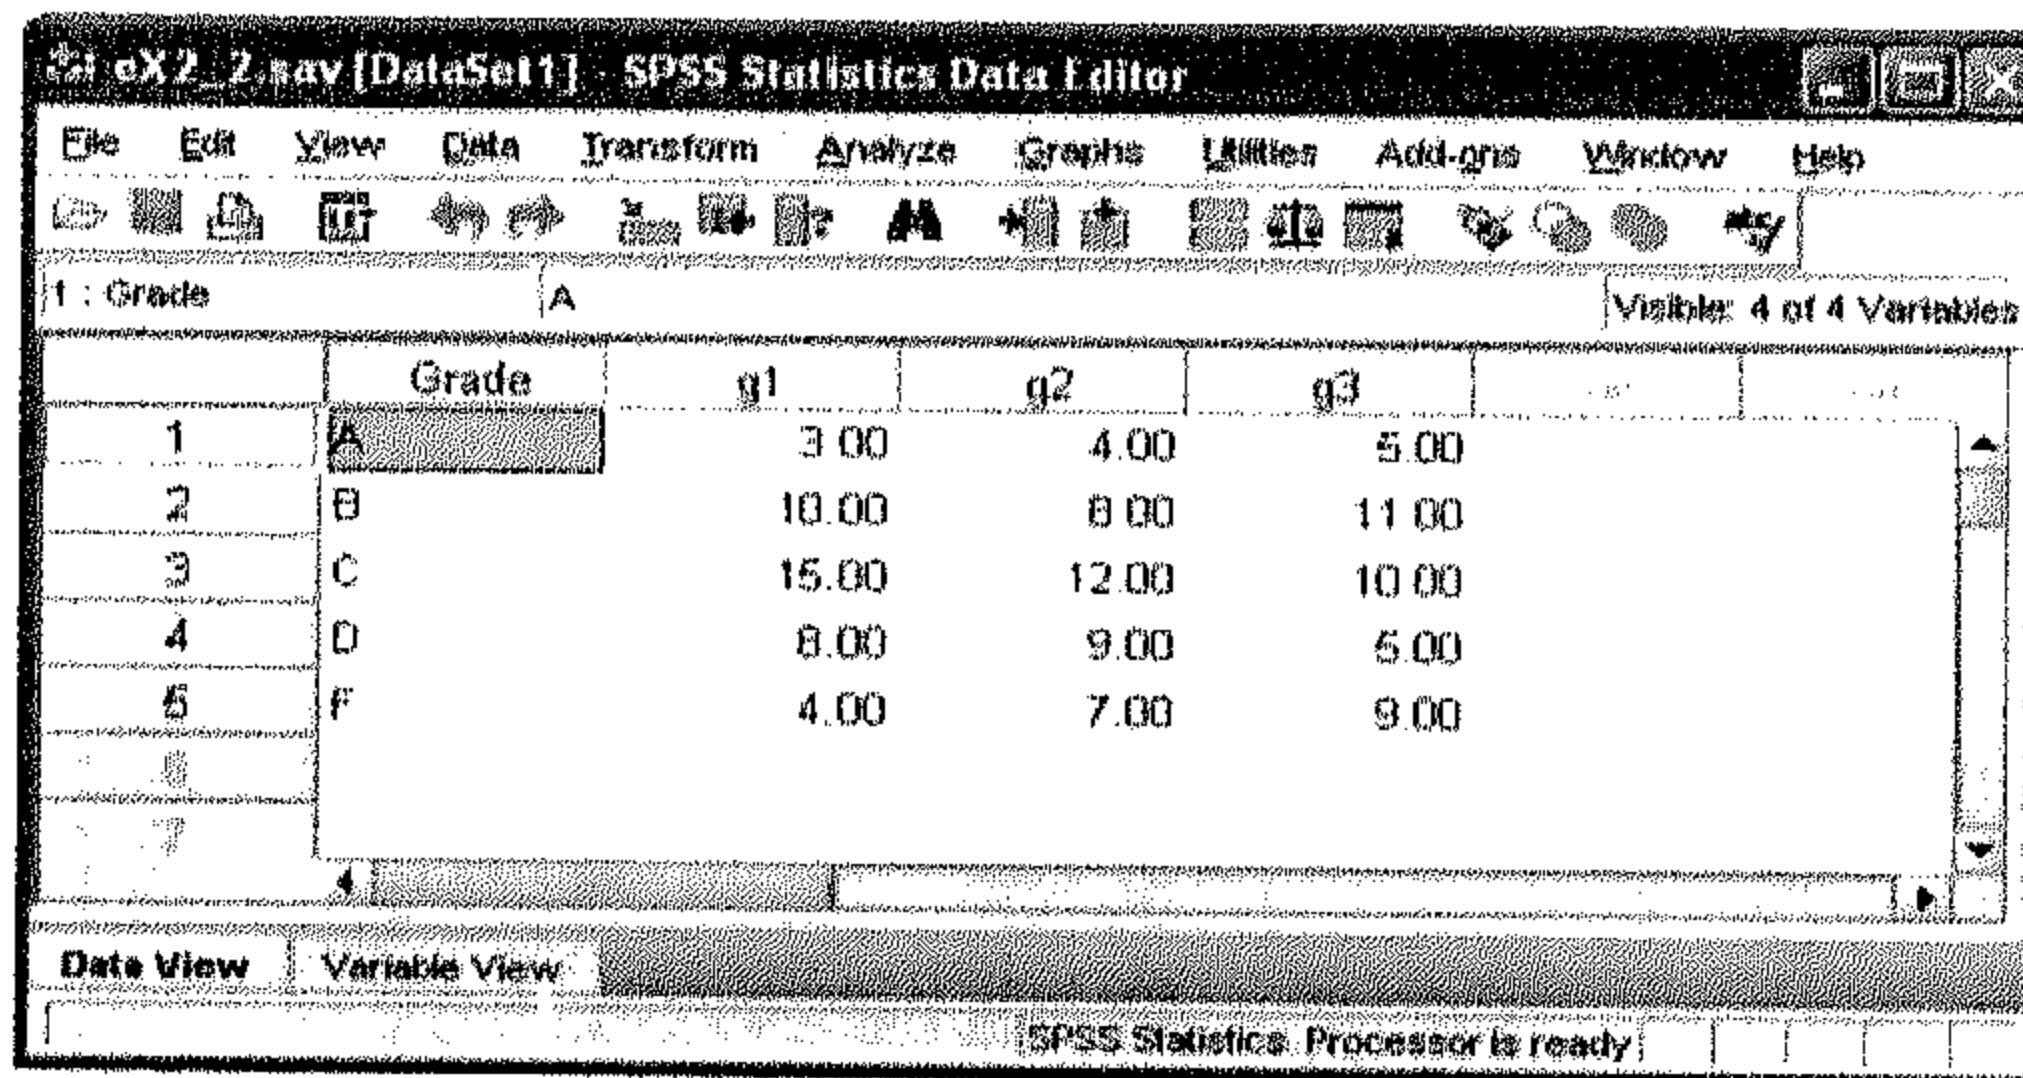 eX2_2.sav [DataSet1] - SPSS Statistics Data Editor
File Edit View Data Transform Analyze Graphs Utilities Add-ons Window Help
1 : Grade A Visible: 4 of 4 Variables
Grade g1 g2 g3
1 A 3.00 4.00 5.00
2 B 10.00 8.00 11.00
3 C 15.00 12.00 10.00
4 D 8.00 9.00 5.00
5 F 4.00 7.00 9.00
6
7
Data View Variable View
SPSS Statistics Processor is ready